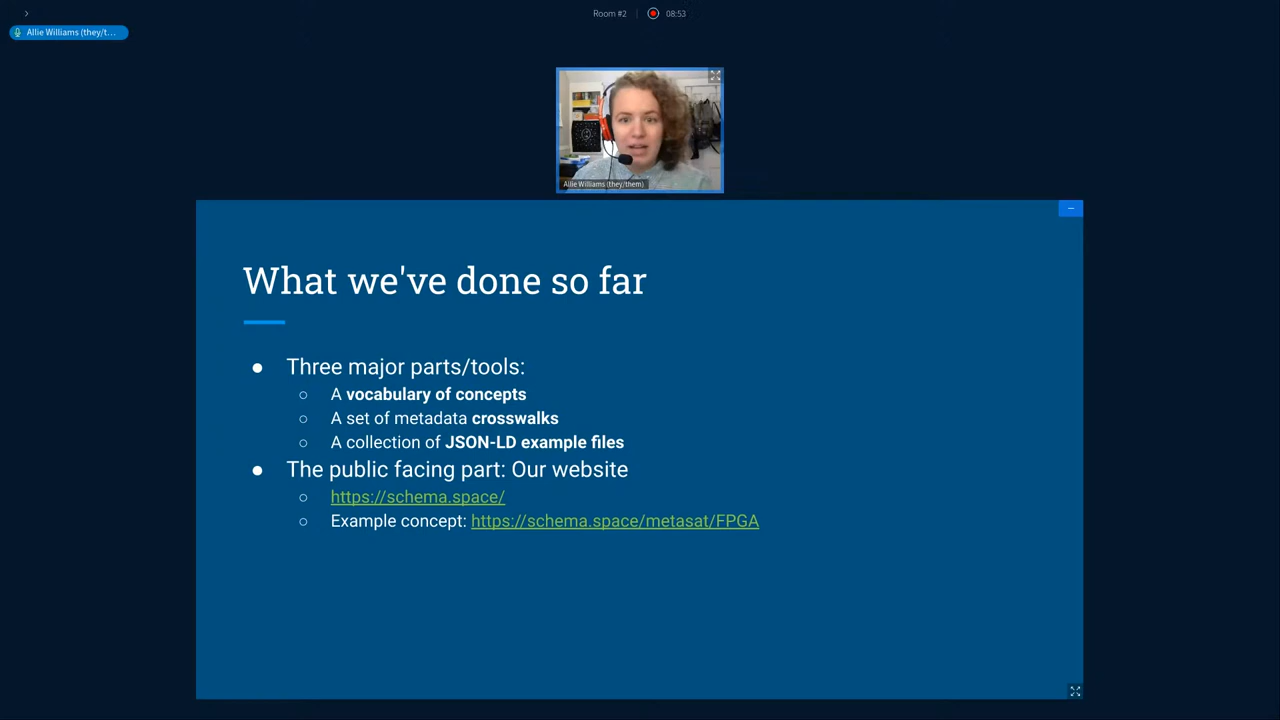 Room #2
08:53
Allie Williams (they/t...
Allie Williams (they/them)
What we've done so far
● Three major parts/tools:
○ A vocabulary of concepts
○ A set of metadata crosswalks
○ A collection of JSON-LD example files
● The public facing part: Our website
○ https://schema.space/
○ Example concept: https://schema.space/metasat/FPGA